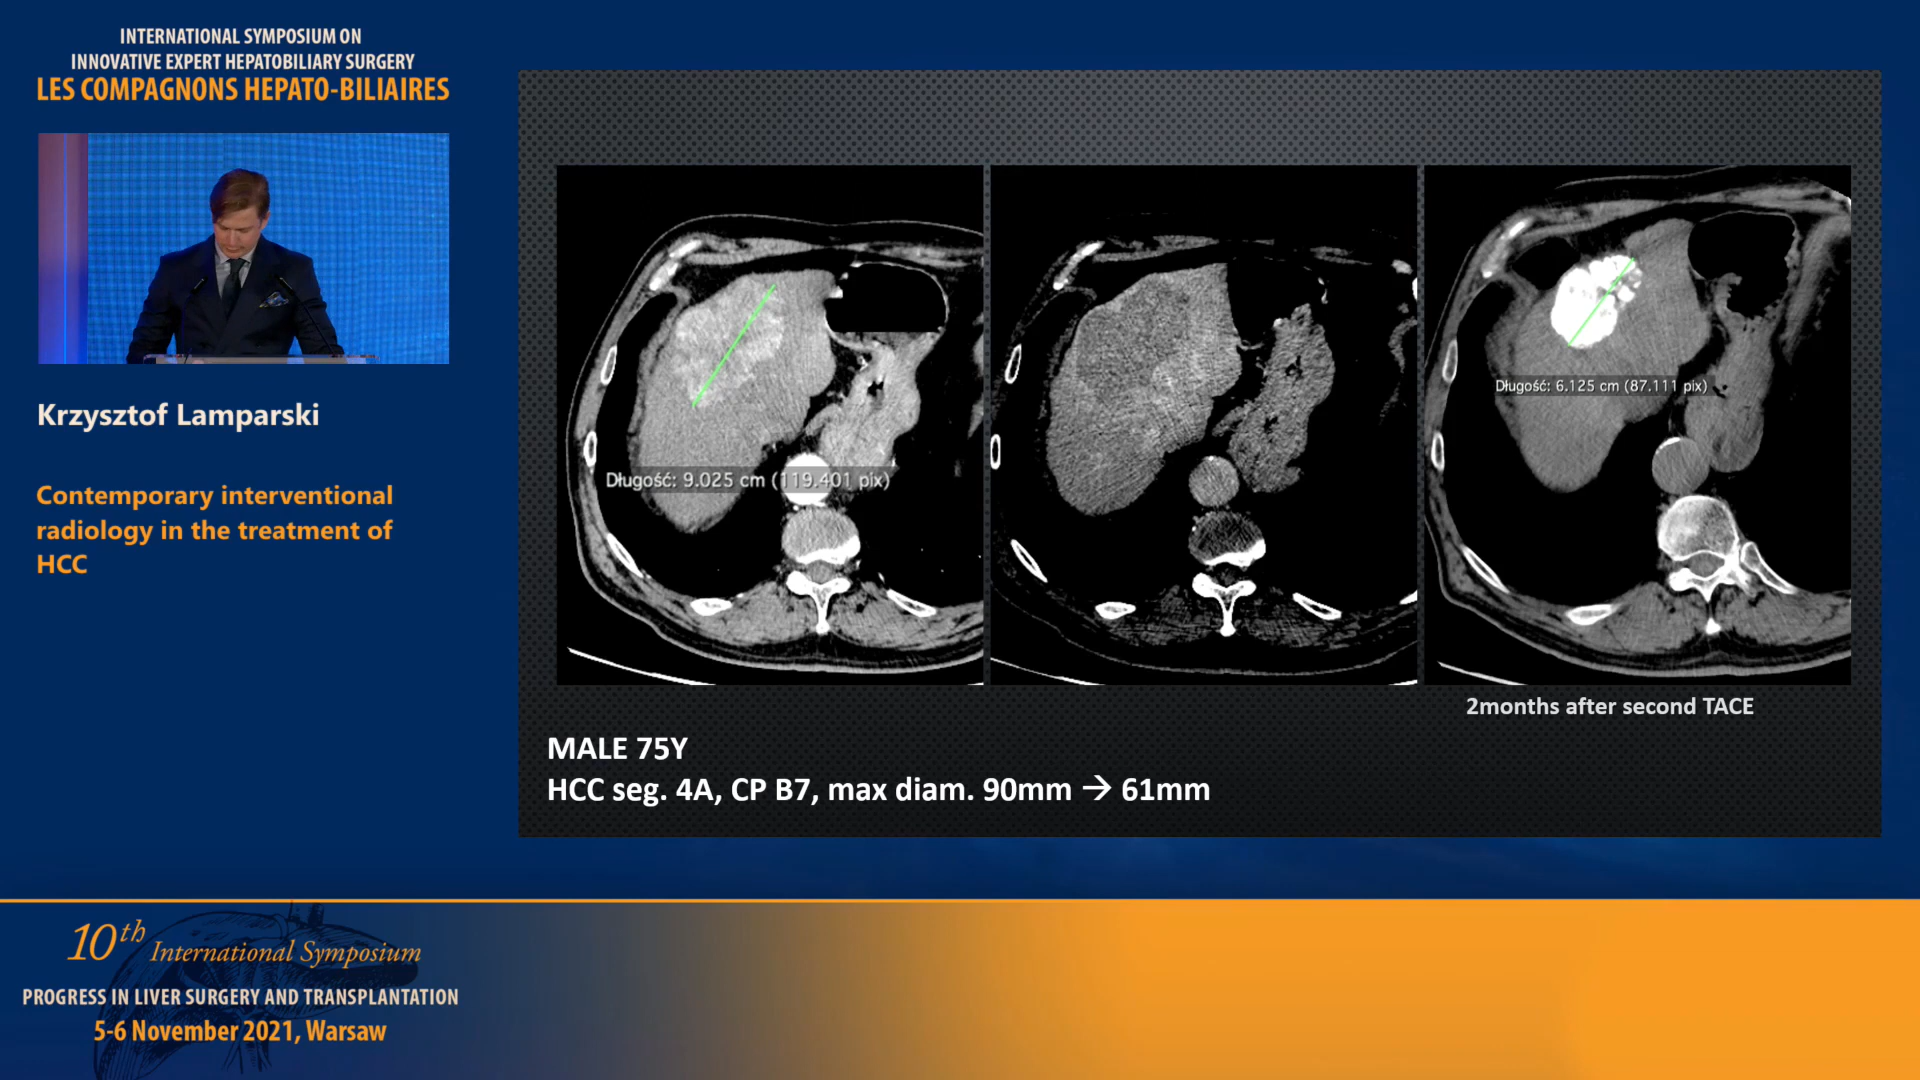 INTERNATIONAL SYMPOSIUM ON
INNOVATIVE EXPERT HEPATOBILIARY SURGERY
LES COMPAGNONS HEPATO-BILIAIRES
Krzysztof Lamparski
Contemporary interventional
radiology in the treatment of
HCC
Długość: 9.025 cm (119.401 pix)
Długość: 6.125 cm (87.111 pix)
2months after second TACE
MALE 75Y
HCC seg. 4A, CP B7, max diam. 90mm → 61mm
10th International Symposium
PROGRESS IN LIVER SURGERY AND TRANSPLANTATION
5-6 November 2021, Warsaw